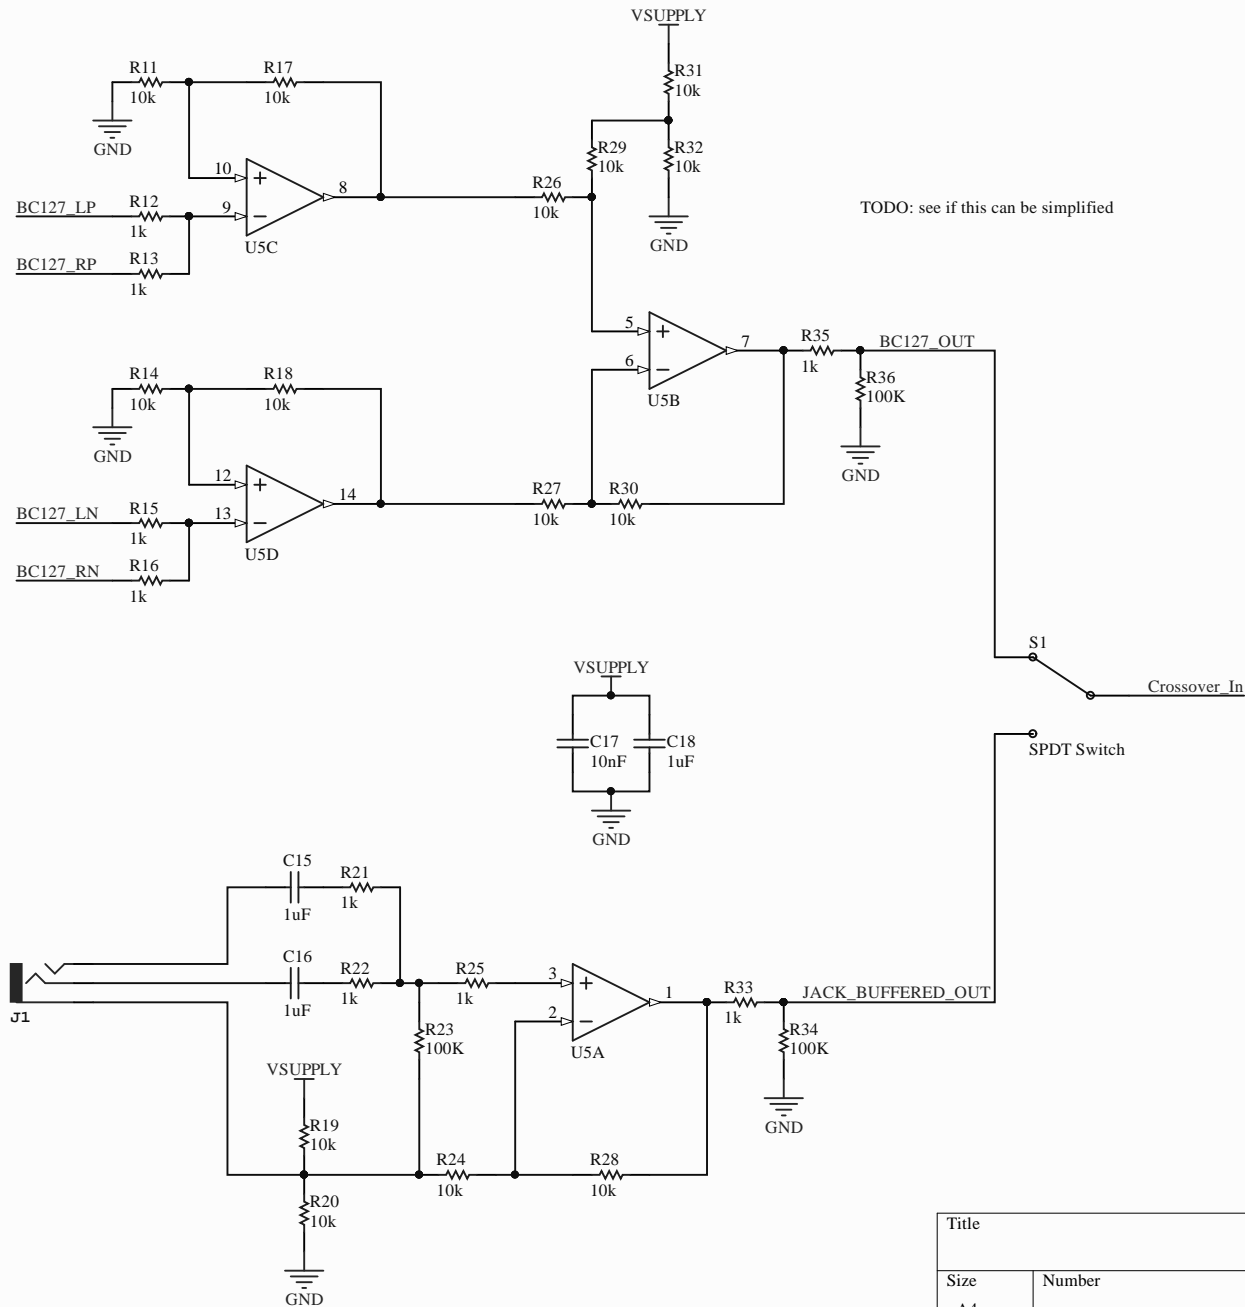 VSUPPLY
R31
10k
R32
10k
GND
R29
10k
R11
10k
R17
10k
GND
10
9
8
U5C
BC127_LP
R12
1k
BC127_RP
R13
1k
R26
10k
TODO: see if this can be simplified
5
6
7
U5B
R35
1k
BC127_OUT
R36
100K
GND
R14
10k
R18
10k
GND
12
13
14
U5D
BC127_LN
R15
1k
BC127_RN
R16
1k
R27
10k
R30
10k
S1
Crossover_In
SPDT Switch
VSUPPLY
C17
10nF
C18
1uF
GND
C15
1uF
R21
1k
C16
1uF
R22
1k
R25
1k
J1
3
2
1
U5A
R23
100K
R33
1k
JACK_BUFFERED_OUT
R34
100K
GND
VSUPPLY
R19
10k
R20
10k
GND
R24
10k
R28
10k
Title
Size
Number